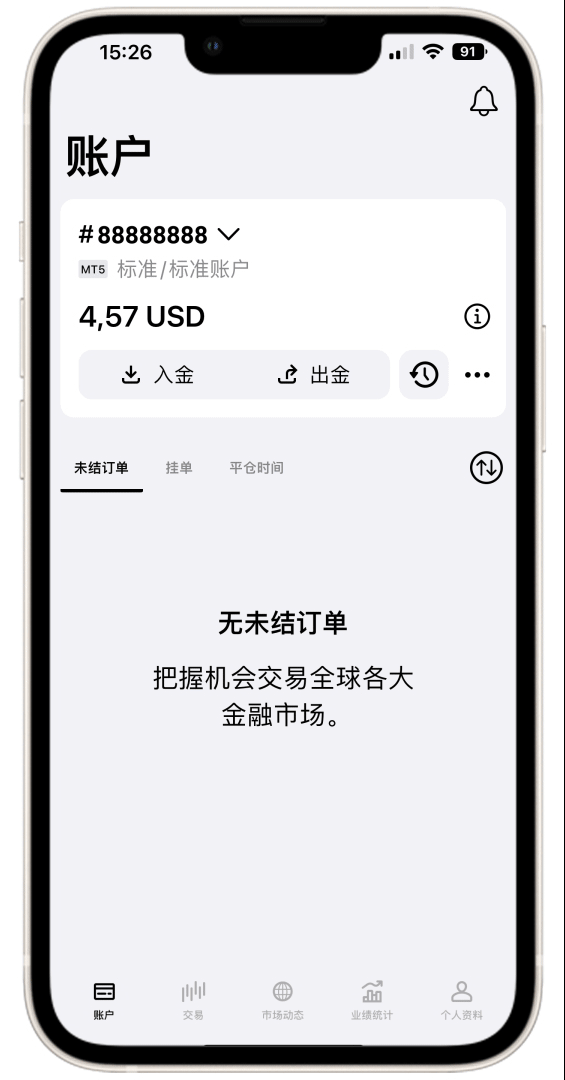 15:26
91
账户
#88888888
MT5 标准/标准账户
4,57 USD
入金 出金
未结订单 挂单 平仓时间
无未结订单
把握机会交易全球各大
金融市场。
账户 交易 市场动态 业绩统计 个人资料